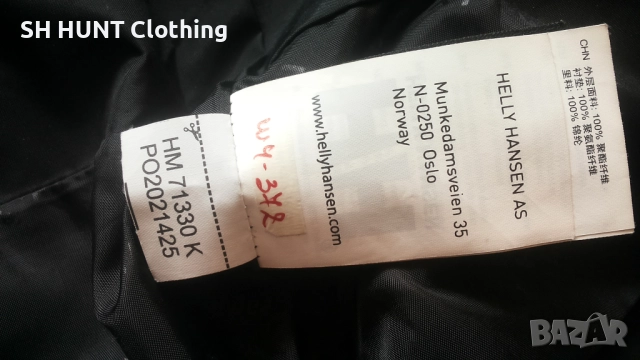 SH HUNT Clothing
CHN 外层面料: 100% 聚酯纤维
衬垫: 100% 聚氨酯纤维
里料: 100% 锦纶
HELLY HANSEN AS
Munkedamsveien 35
N-0250 Oslo
Norway
www.hellyhansen.com
W4-372
HM 71330 K
PO2021425
BAZAR